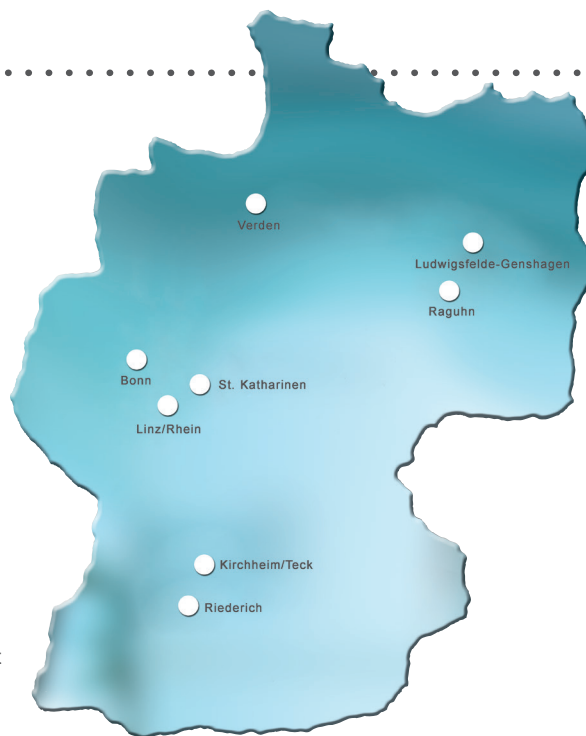 Verden
Ludwigsfelde-Genshagen
Raguhn
Bonn
St. Katharinen
Linz/Rhein
Kirchheim/Teck
Riederich